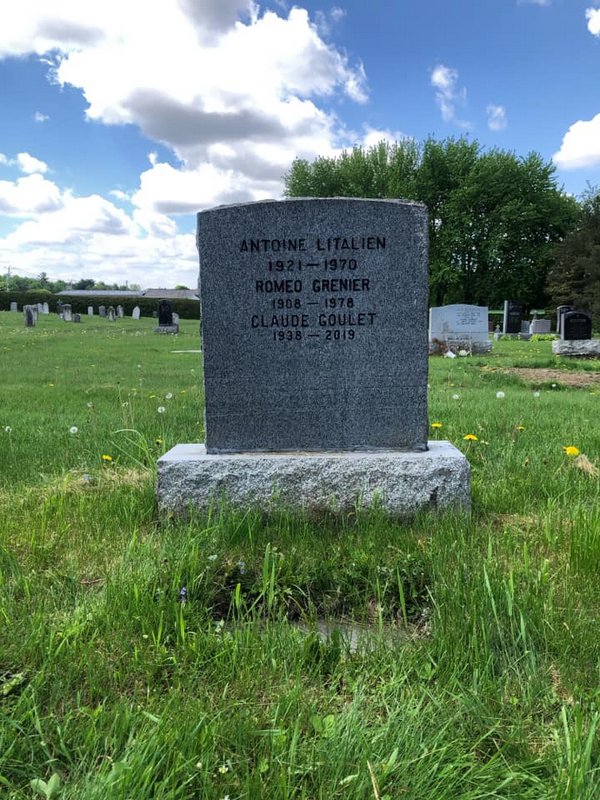 ANTOINE LITALIEN
1921 — 1970
ROMEO GRENIER
1908 — 1978
CLAUDE GOULET
1938 — 2019